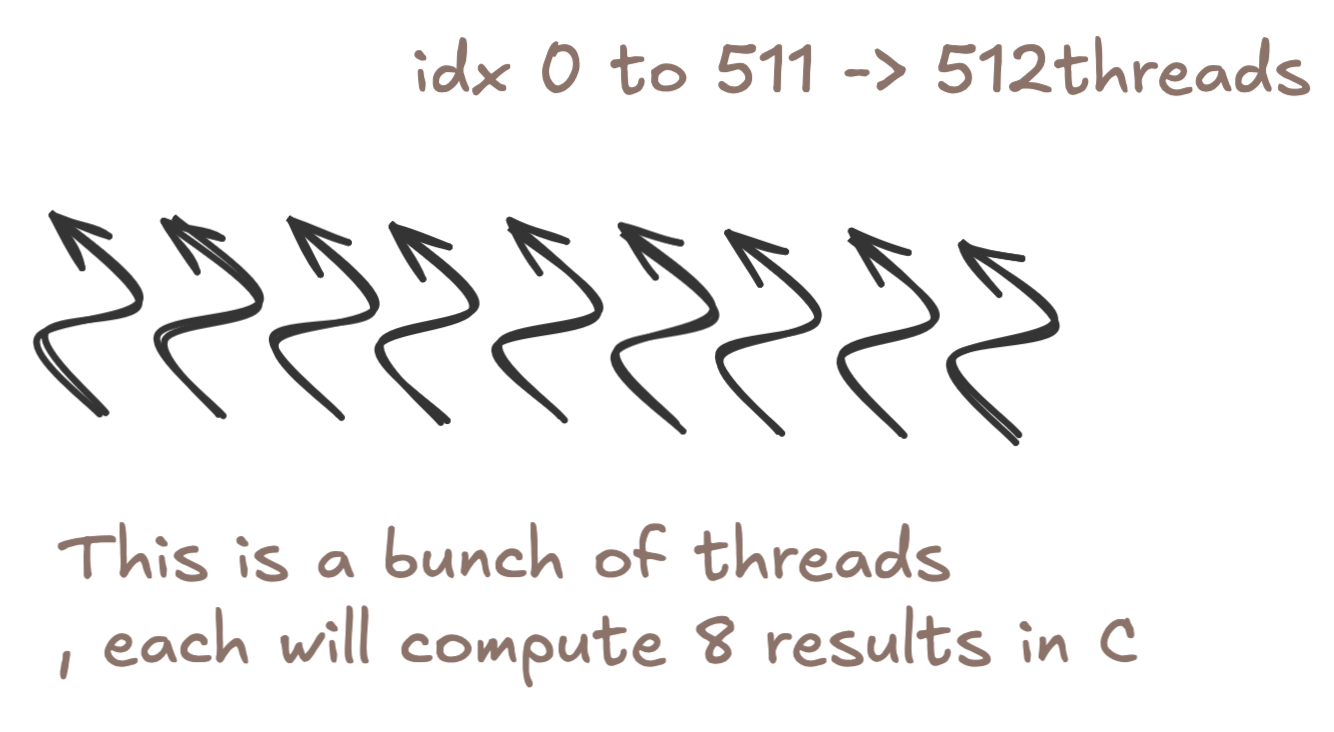 idx 0 to 511 -> 512threads
This is a bunch of threads
, each will compute 8 results in C